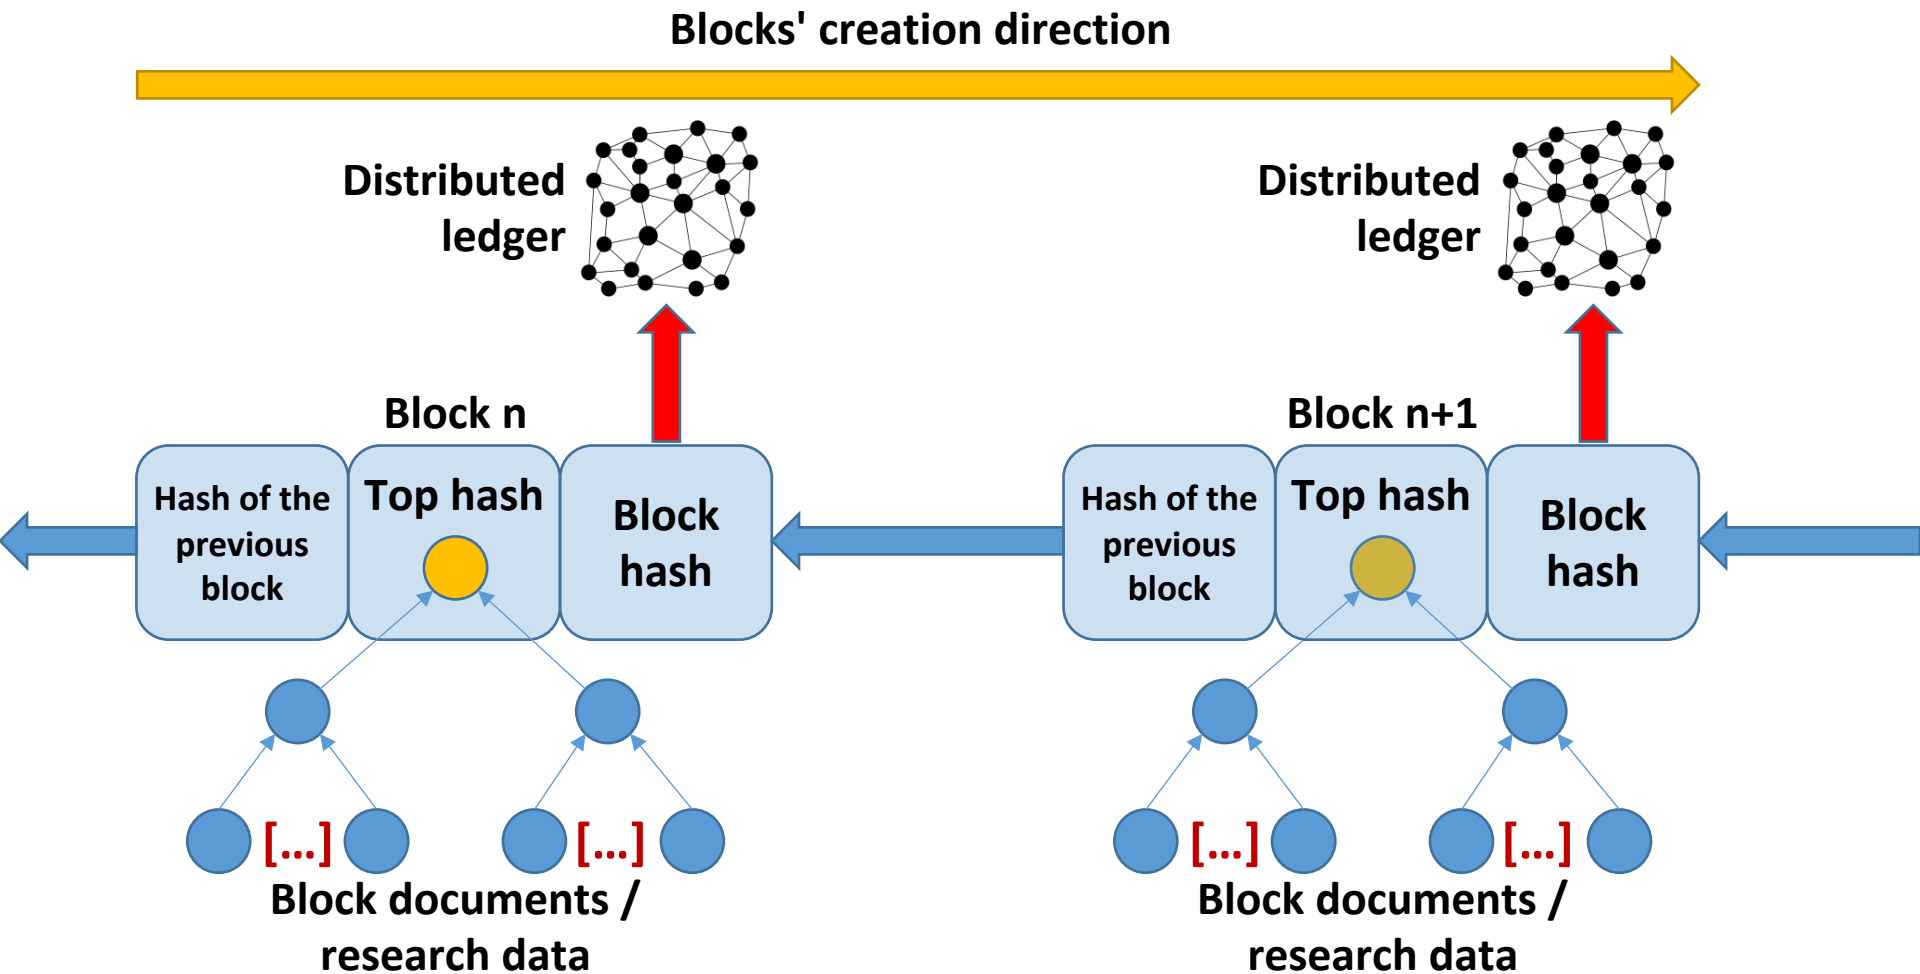 Blocks' creation direction
Distributed
ledger
Distributed
ledger
Block n
Block n+1
Hash of the
previous
block
Top hash
Block
hash
Hash of the
previous
block
Top hash
Block
hash
[...]
[...]
[...]
[...]
Block documents /
research data
Block documents /
research data